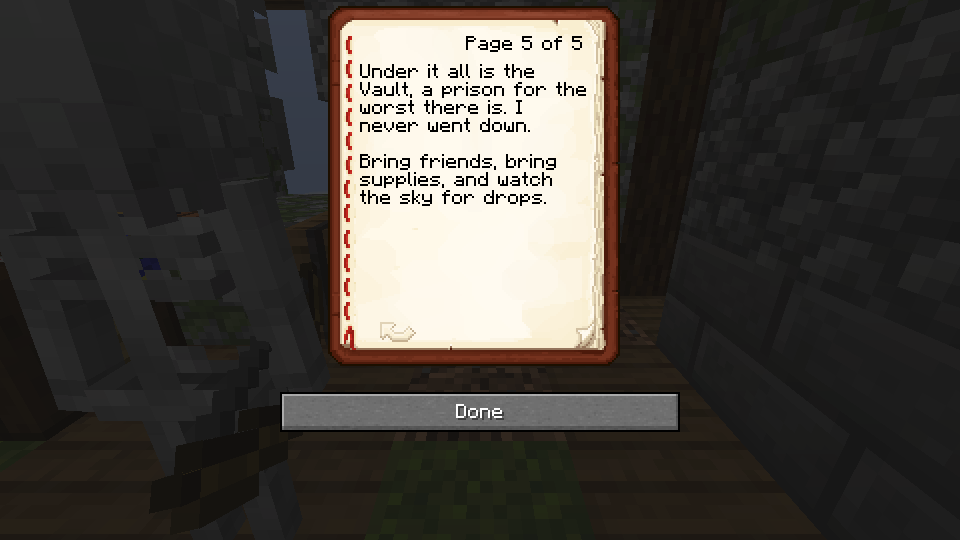 Page 5 of 5
Under it all is the
Vault, a prison for the
worst there is. I
never went down.
Bring friends, bring
supplies, and watch
the sky for drops.
Done